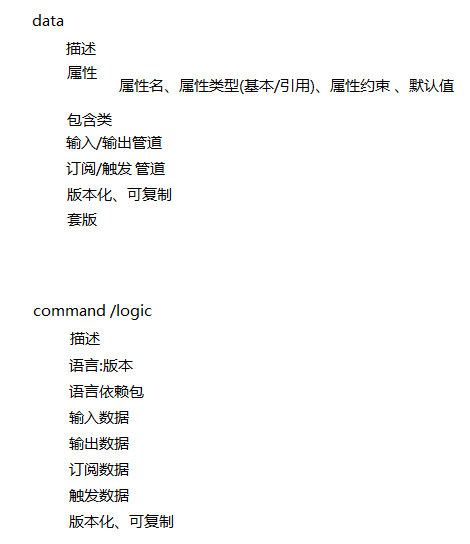 data
描述
属性
属性名、属性类型(基本/引用)、属性约束 、默认值
包含类
输入/输出管道
订阅/触发 管道
版本化、可复制
套版
command /logic
描述
语言:版本
语言依赖包
输入数据
输出数据
订阅数据
触发数据
版本化、可复制